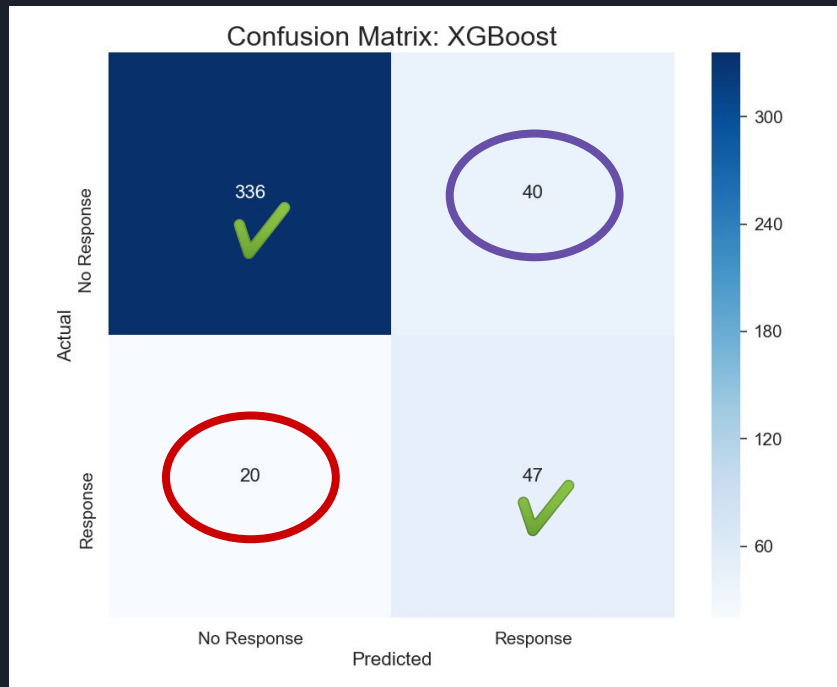 Confusion Matrix: XGBoost
Actual
No Response
336
40
300
240
180
120
60
Response
20
47
No Response
Response
Predicted